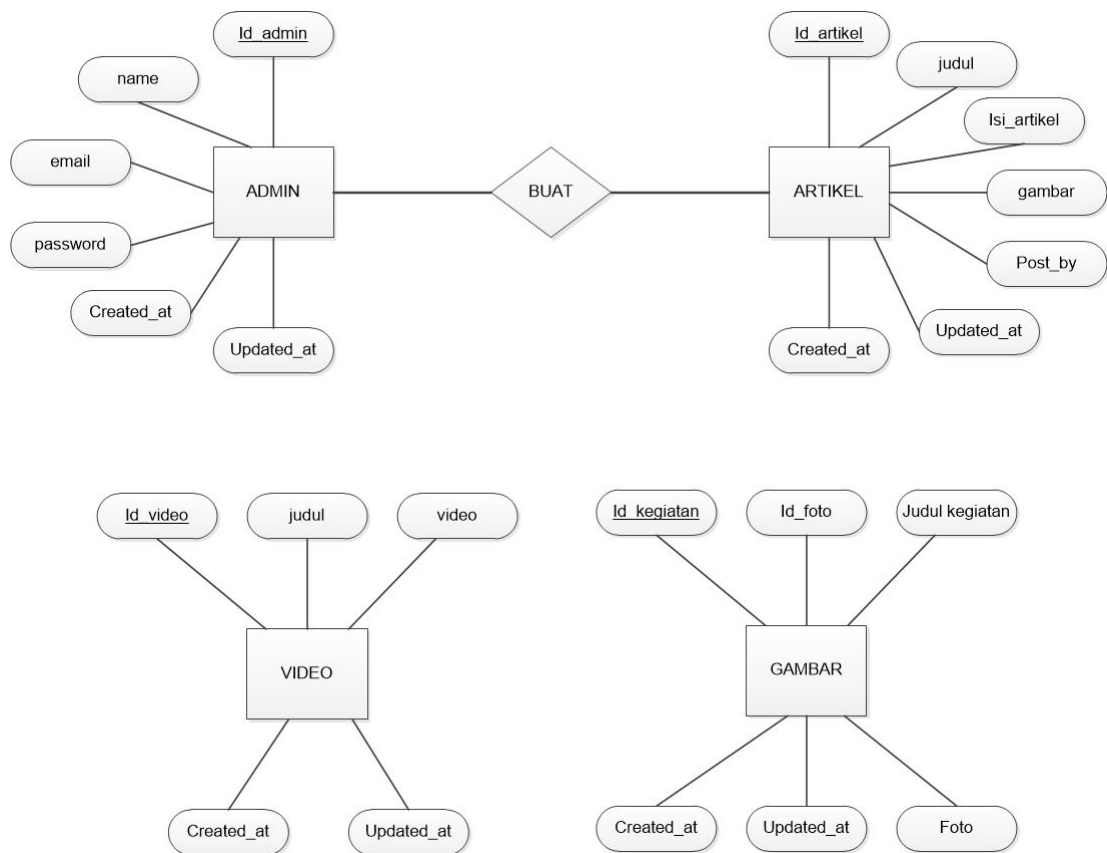 Id_admin
name
email
password
Created_at
Updated_at
ADMIN
BUAT
Id_artikel
judul
Isi_artikel
gambar
Post_by
Updated_at
Created_at
ARTIKEL
Id_video
judul
video
VIDEO
Created_at
Updated_at
Id_kegiatan
Id_foto
Judul kegiatan
GAMBAR
Created_at
Updated_at
Foto